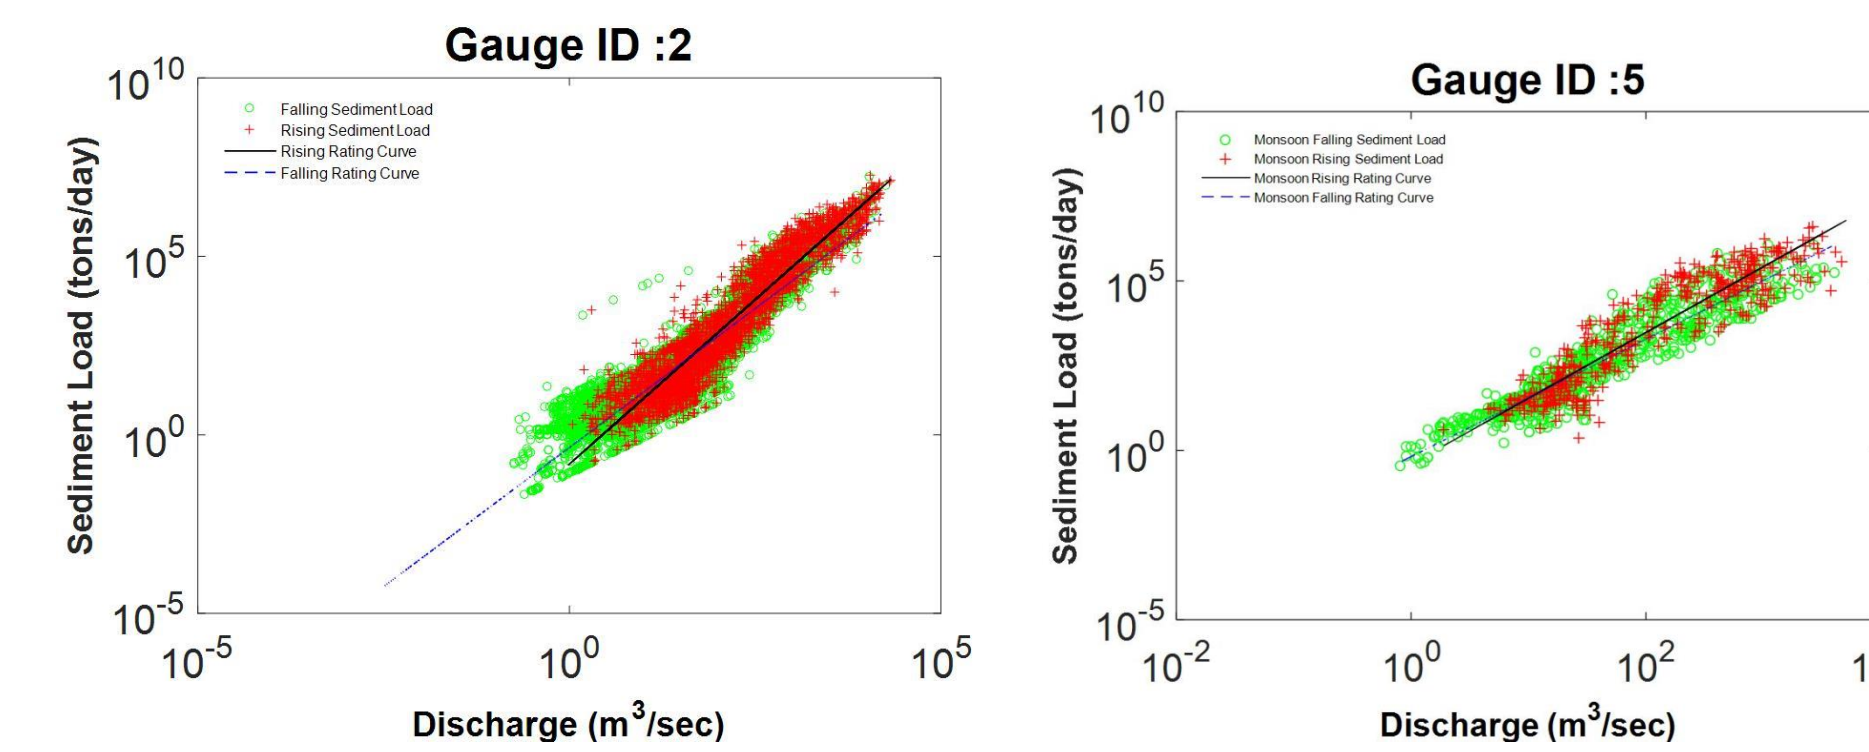 Gauge ID :2
10^10
10^5
10^0
10^-5
Sediment Load (tons/day)
Falling Sediment Load
Rising Sediment Load
Rising Rating Curve
Falling Rating Curve
10^-5 10^0 10^5
Discharge (m^3/sec)
Gauge ID :5
10^10
10^5
10^0
10^-5
Sediment Load (tons/day)
Monsoon Falling Sediment Load
Monsoon Rising Sediment Load
Monsoon Rising Rating Curve
Monsoon Falling Rating Curve
10^-2 10^0 10^2
Discharge (m^3/sec)